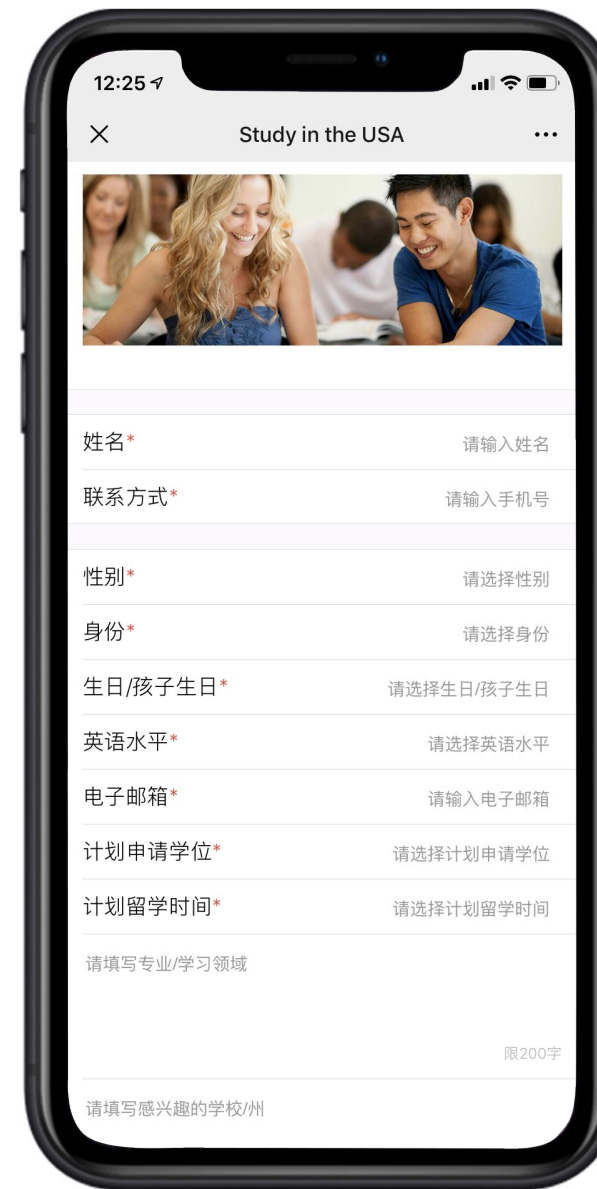 12:25
Study in the USA
姓名* 请输入姓名
联系方式* 请输入手机号
性别* 请选择性别
身份* 请选择身份
生日/孩子生日* 请选择生日/孩子生日
英语水平* 请选择英语水平
电子邮箱* 请输入电子邮箱
计划申请学位* 请选择计划申请学位
计划留学时间* 请选择计划留学时间
请填写专业/学习领域
限200字
请填写感兴趣的学校/州